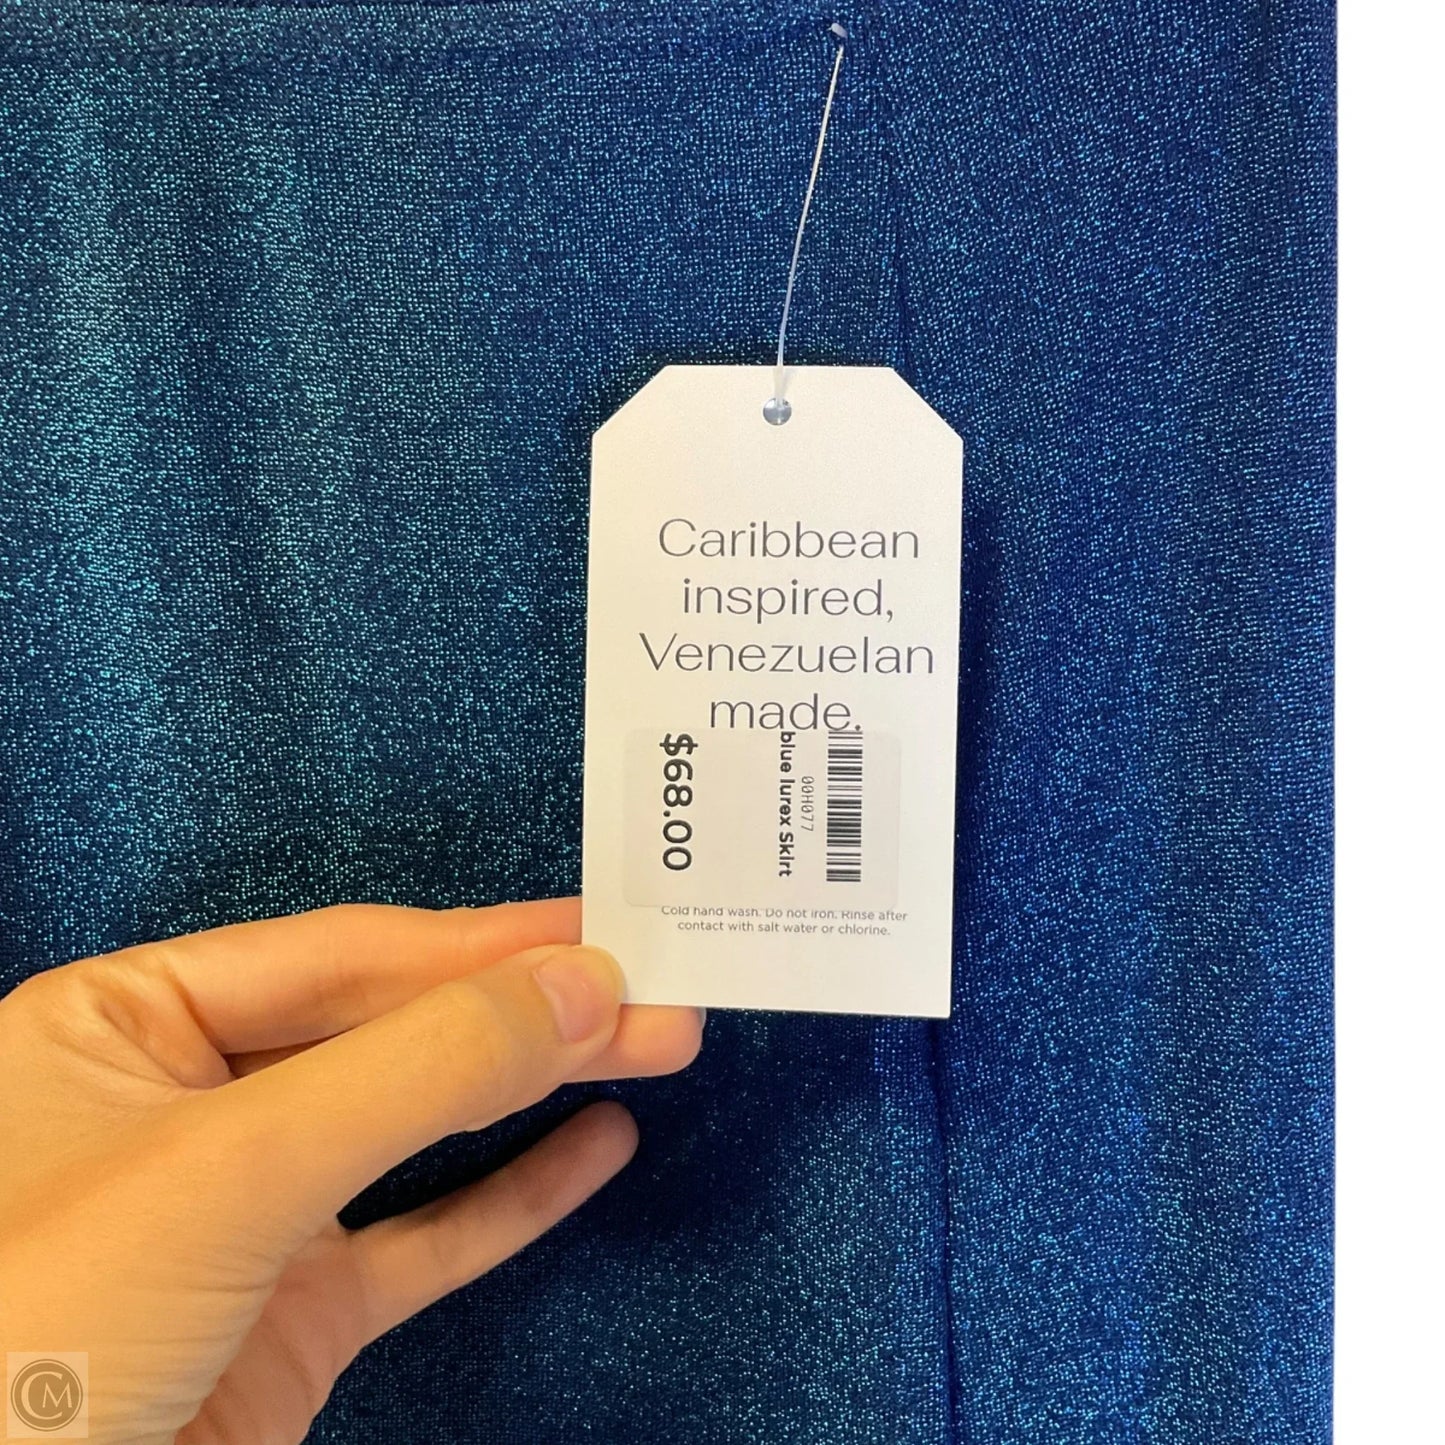 Caribbean
inspired,
Venezuelan
made.
$68.00
blue lurex Skirt
00H077
Cold hand wash. Do not iron. Rinse after
contact with salt water or chlorine.
CM